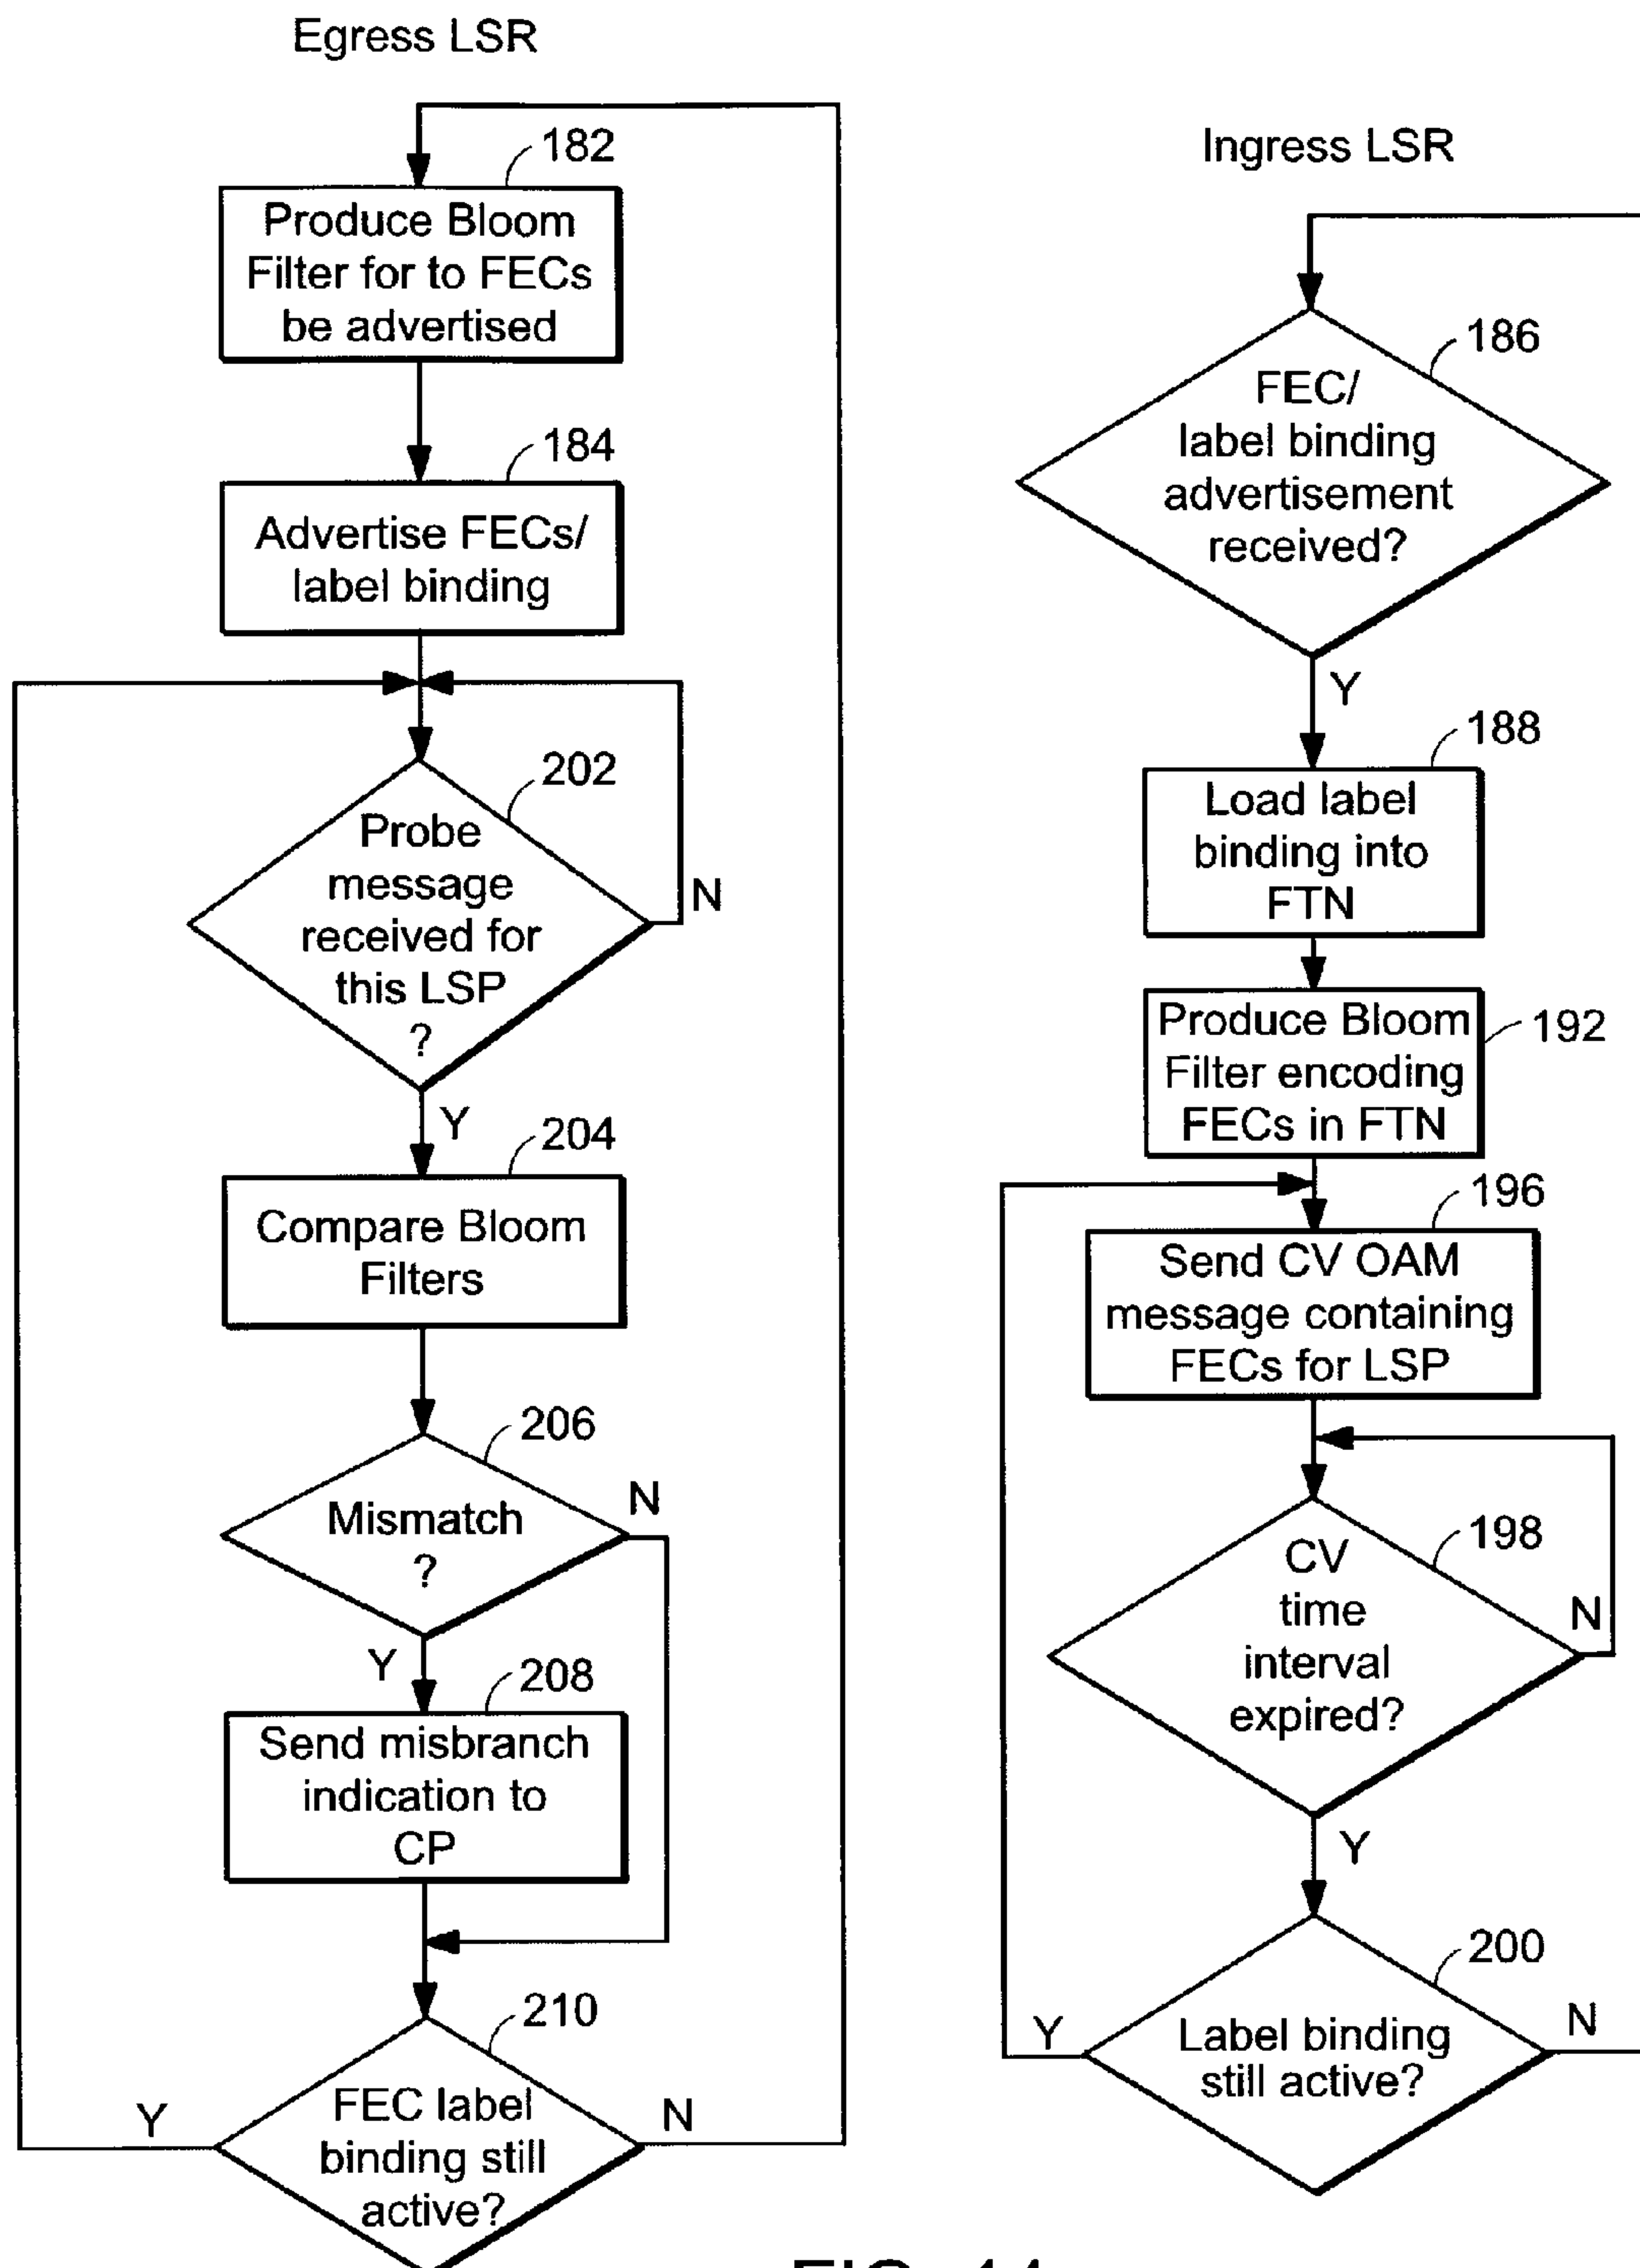 Egress LSR
182
Produce Bloom
Filter for to FECs
be advertised
184
Advertise FECs/
label binding
202
Probe
message
received for
this LSP
?
N
Y
204
Compare Bloom
Filters
206
Mismatch
?
N
Y
208
Send misbranch
indication to
CP
210
FEC label
binding still
active?
Y
N
Ingress LSR
186
FEC/
label binding
advertisement
received?
Y
188
Load label
binding into
FTN
192
Produce Bloom
Filter encoding
FECs in FTN
196
Send CV OAM
message containing
FECs for LSP
198
CV
time
interval
expired?
N
Y
200
Label binding
still active?
Y
N